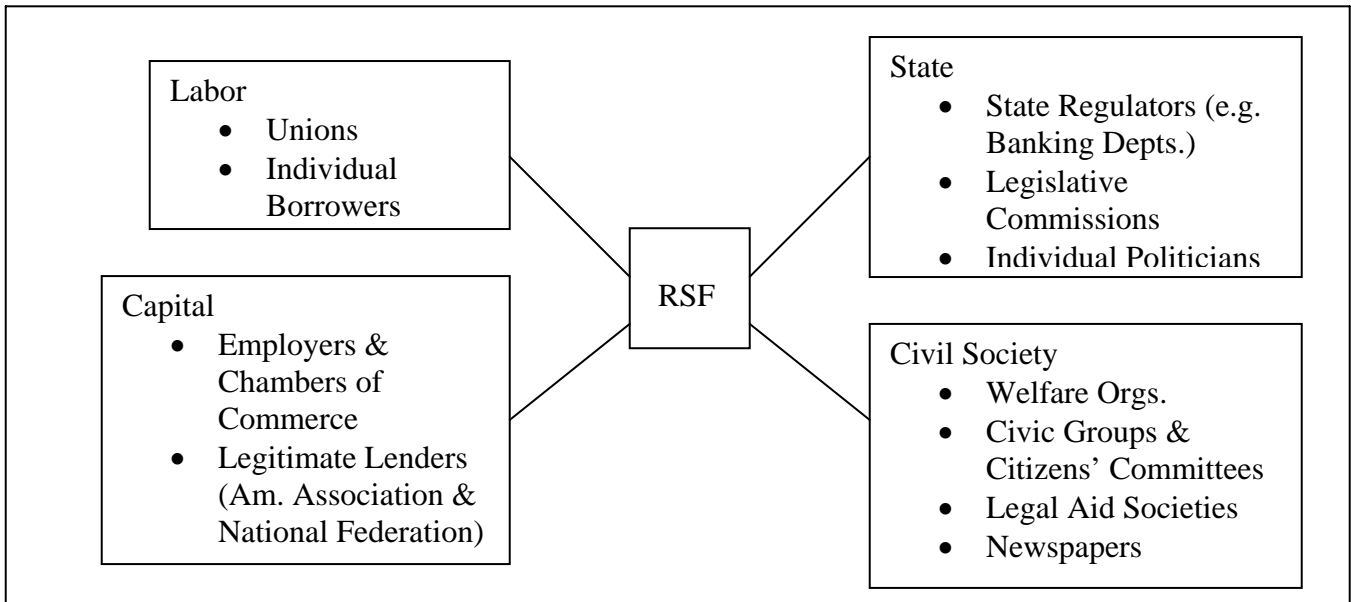 Labor
• Unions
• Individual
Borrowers
Capital
• Employers &
Chambers of
Commerce
• Legitimate Lenders
(Am. Association &
National Federation)
RSF
State
• State Regulators (e.g.
Banking Depts.)
• Legislative
Commissions
• Individual Politicians
Civil Society
• Welfare Orgs.
• Civic Groups &
Citizens’ Committees
• Legal Aid Societies
• Newspapers